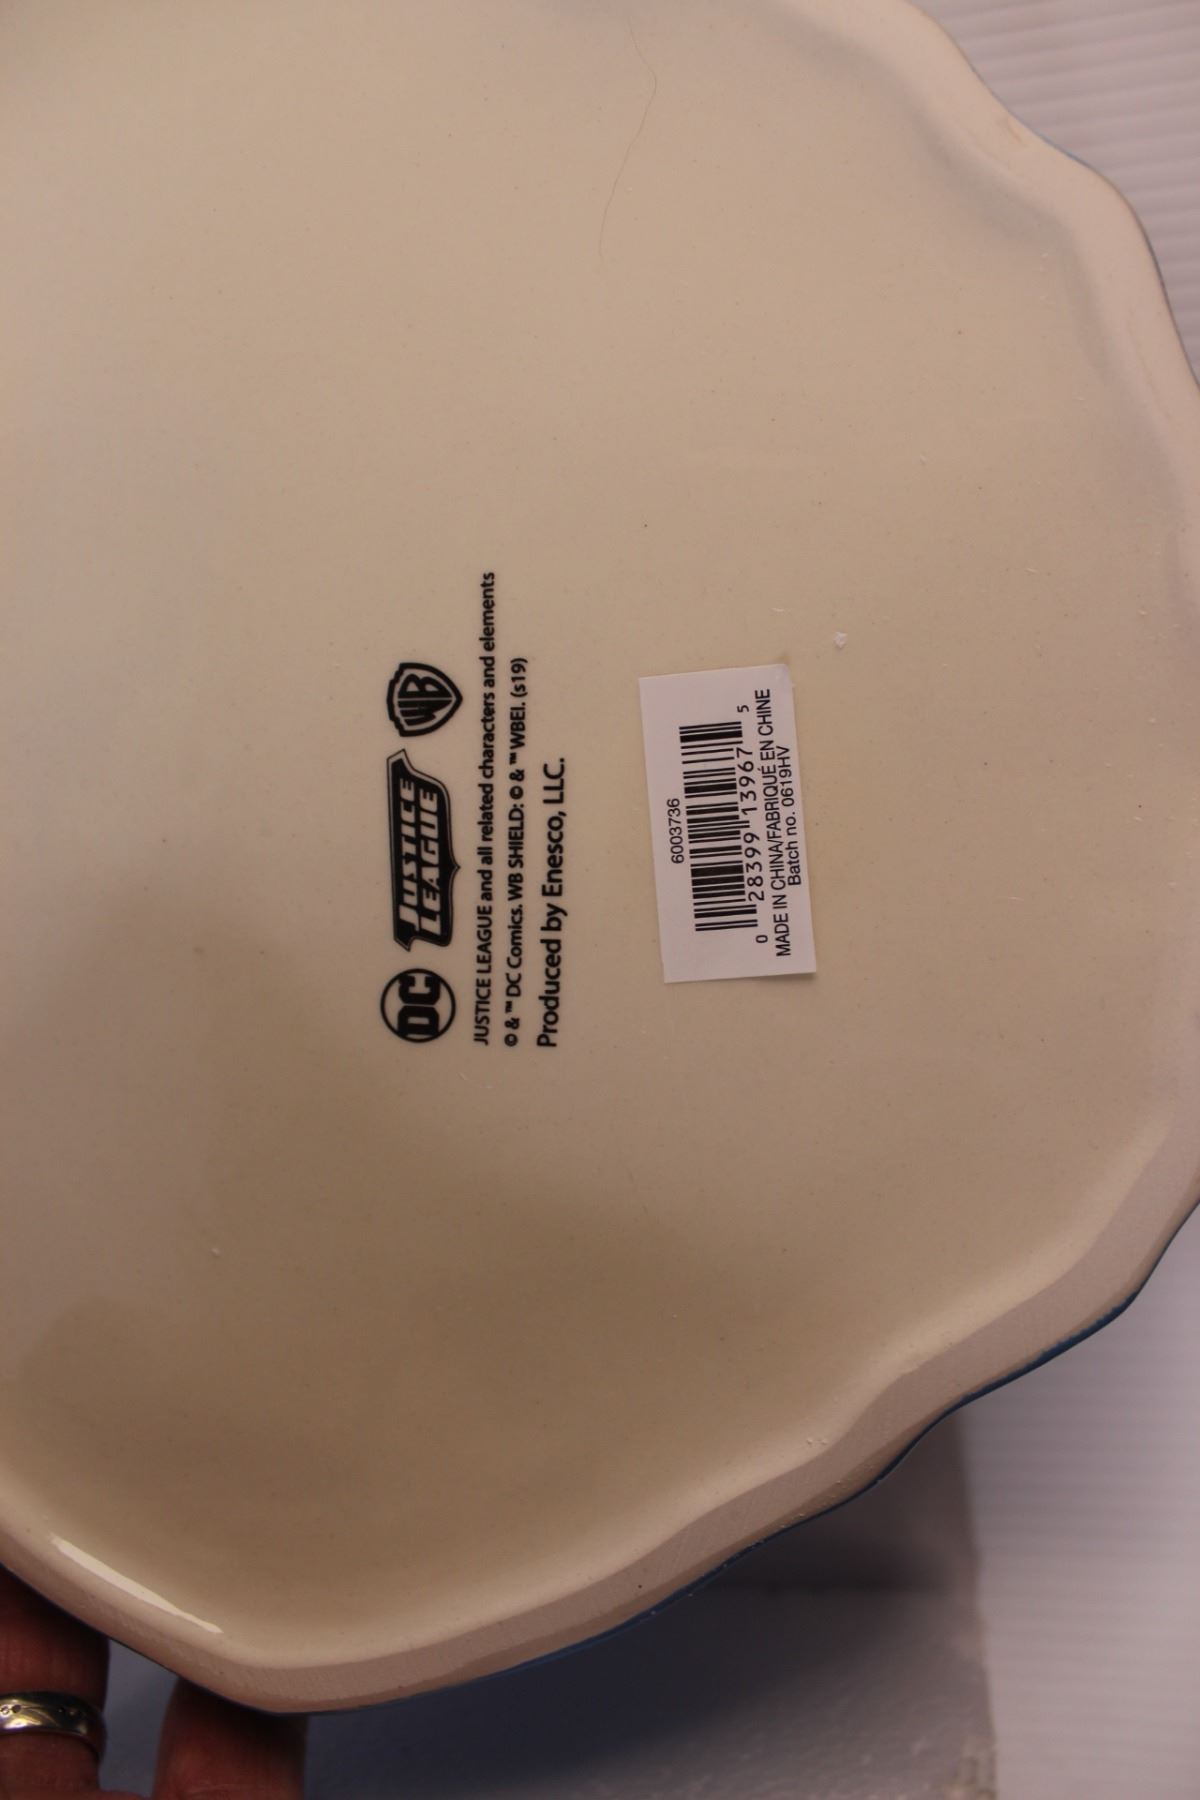 DC JUSTICE LEAGUE WB
JUSTICE LEAGUE and all related characters and elements
© & ™ DC Comics. WB SHIELD: © & ™ WBEI. (s19)
Produced by Enesco, LLC.
6003736
0 28399 13967 5
MADE IN CHINA/FABRIQUÉ EN CHINE
Batch no. 0619HV